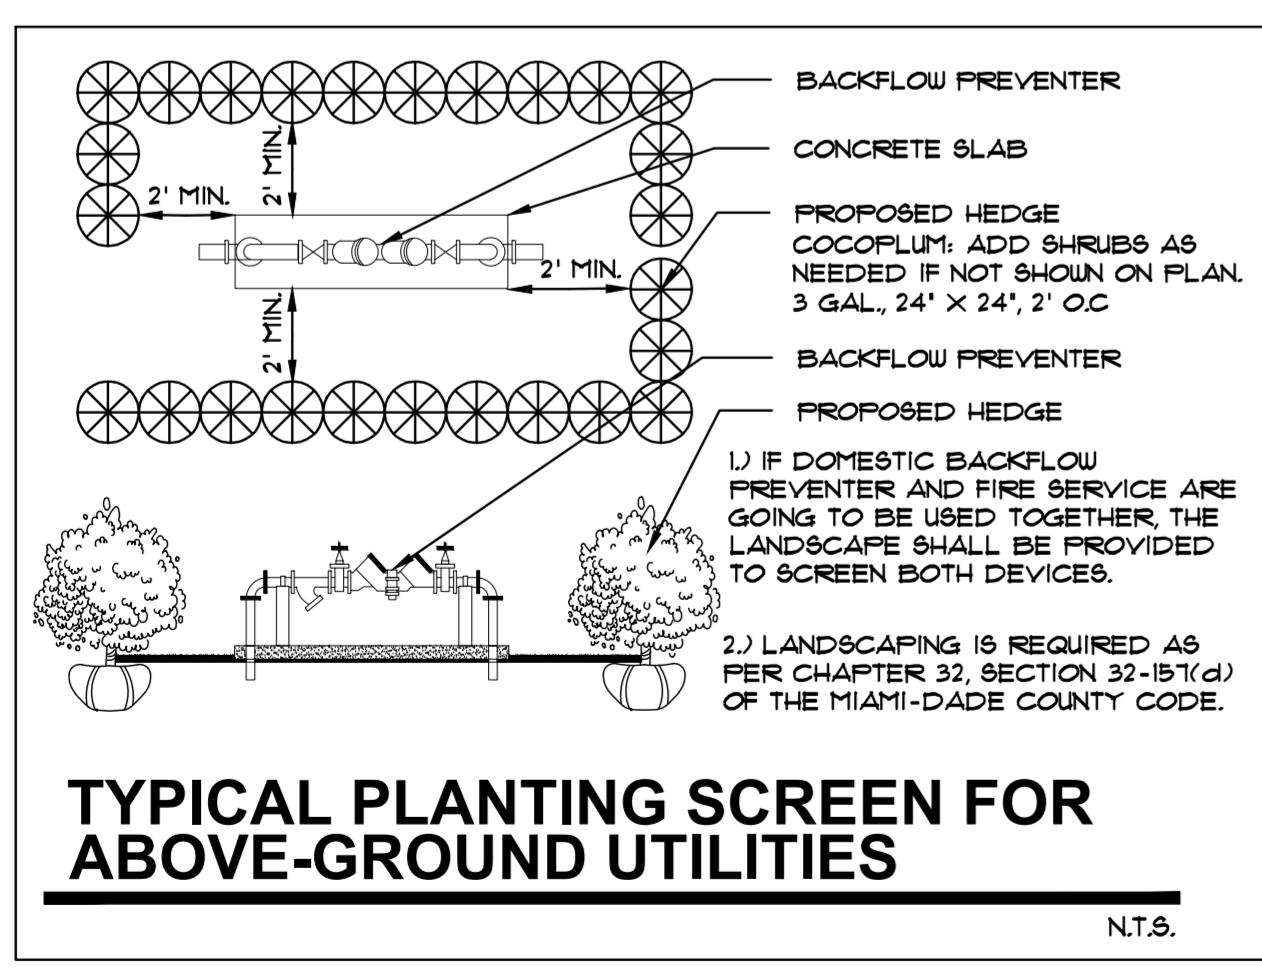 BACKFLOW PREVENTER
CONCRETE SLAB
2' MIN.
2' MIN.
PROPOSED HEDGE
COCOPLUM: ADD SHRUBS AS
NEEDED IF NOT SHOWN ON PLAN.
3 GAL., 24" X 24", 2' O.C
2' MIN.
2' MIN.
BACKFLOW PREVENTER
PROPOSED HEDGE
1.) IF DOMESTIC BACKFLOW
PREVENTER AND FIRE SERVICE ARE
GOING TO BE USED TOGETHER, THE
LANDSCAPE SHALL BE PROVIDED
TO SCREEN BOTH DEVICES.
2.) LANDSCAPING IS REQUIRED AS
PER CHAPTER 32, SECTION 32-157(d)
OF THE MIAMI-DADE COUNTY CODE.
TYPICAL PLANTING SCREEN FOR
ABOVE-GROUND UTILITIES
N.T.S.